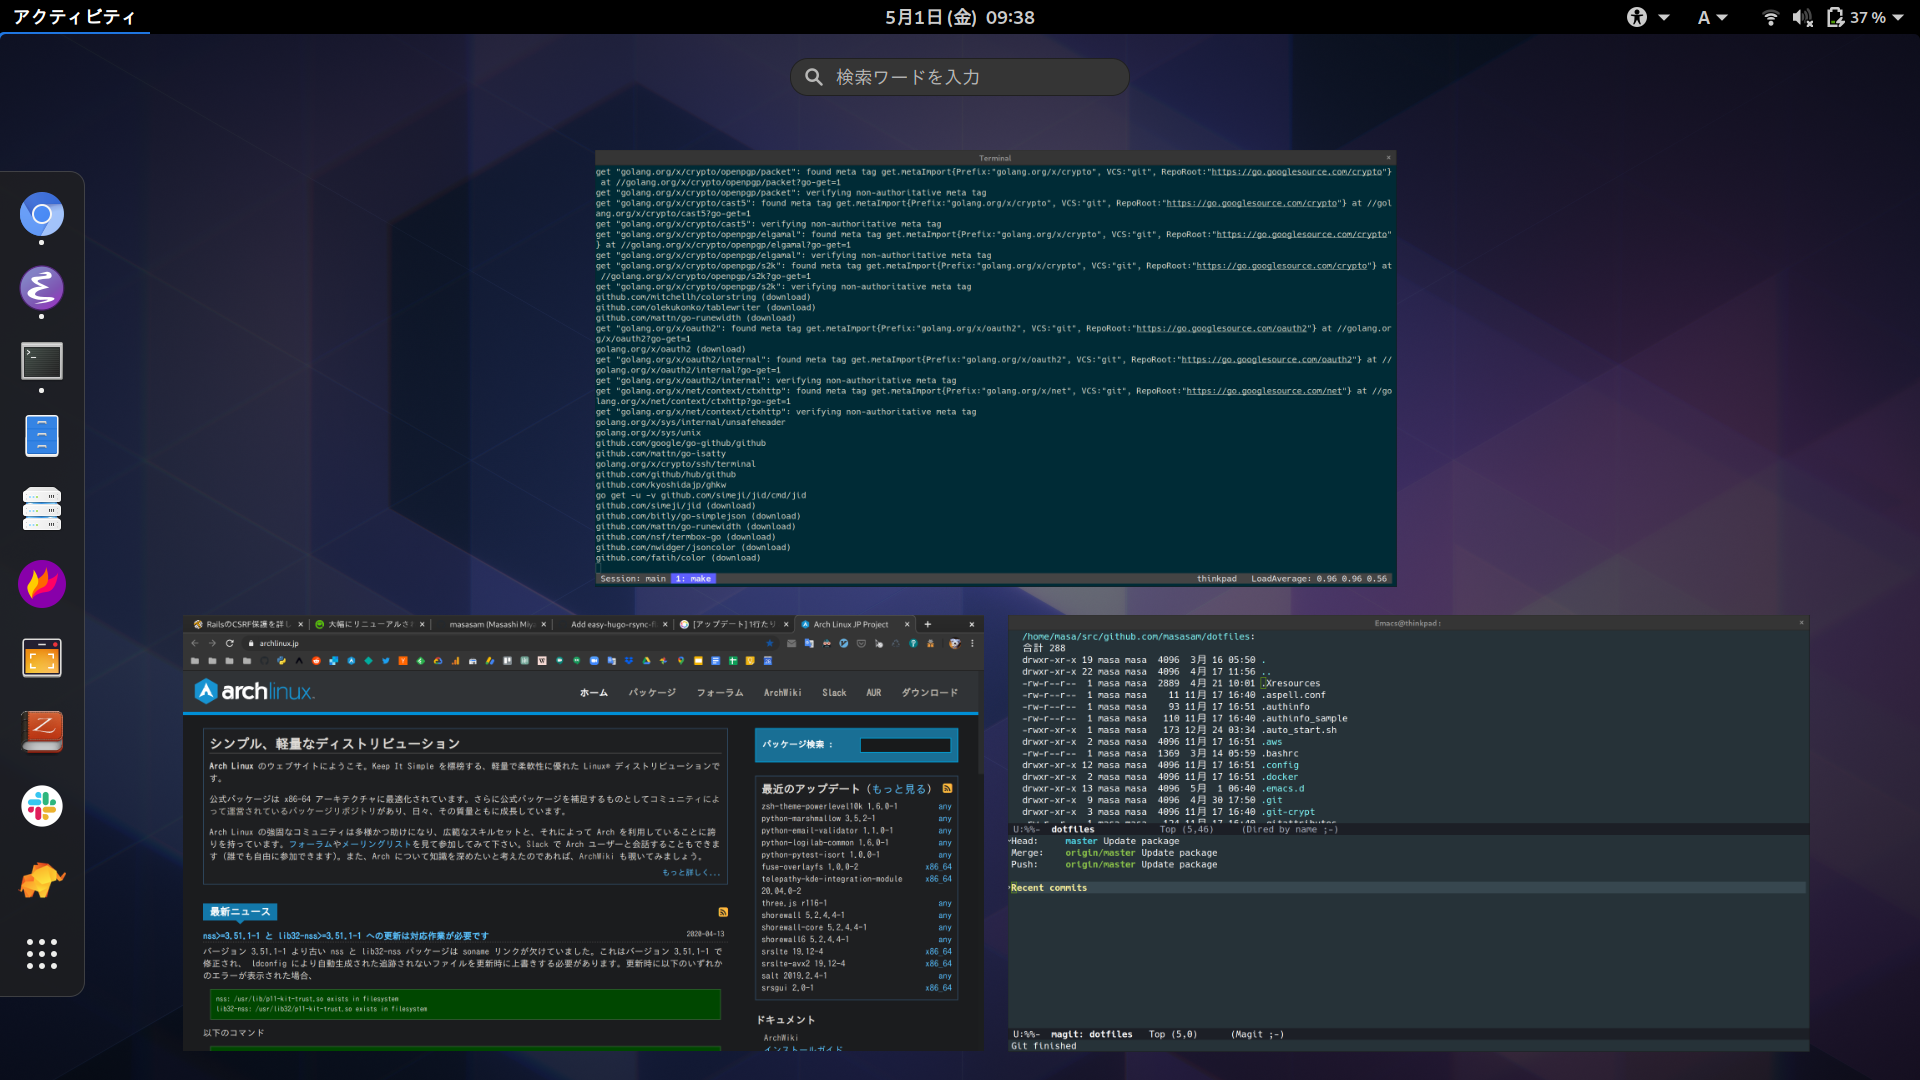 アクティビティ
5月1日 (金) 09:38
A
37 %
検索ワードを入力
Terminal
get "golang.org/x/crypto/openpgp/packet": found meta tag get.metaImport{Prefix:"golang.org/x/crypto", VCS:"git", RepoRoot:"https://go.googlesource.com/crypto"}
at //golang.org/x/crypto/openpgp/packet?go-get=1
get "golang.org/x/crypto/openpgp/packet": verifying non-authoritative meta tag
get "golang.org/x/crypto/cast5": found meta tag get.metaImport{Prefix:"golang.org/x/crypto", VCS:"git", RepoRoot:"https://go.googlesource.com/crypto"} at //gol
ang.org/x/crypto/cast5?go-get=1
get "golang.org/x/crypto/cast5": verifying non-authoritative meta tag
get "golang.org/x/crypto/openpgp/elgamal": found meta tag get.metaImport{Prefix:"golang.org/x/crypto", VCS:"git", RepoRoot:"https://go.googlesource.com/crypto"
} at //golang.org/x/crypto/openpgp/elgamal?go-get=1
get "golang.org/x/crypto/openpgp/elgamal": verifying non-authoritative meta tag
get "golang.org/x/crypto/openpgp/s2k": found meta tag get.metaImport{Prefix:"golang.org/x/crypto", VCS:"git", RepoRoot:"https://go.googlesource.com/crypto"} at
//golang.org/x/crypto/openpgp/s2k?go-get=1
get "golang.org/x/crypto/openpgp/s2k": verifying non-authoritative meta tag
github.com/mitchellh/colorstring (download)
github.com/olekukonko/tablewriter (download)
github.com/mattn/go-runewidth (download)
get "golang.org/x/oauth2": found meta tag get.metaImport{Prefix:"golang.org/x/oauth2", VCS:"git", RepoRoot:"https://go.googlesource.com/oauth2"} at //golang.or
g/x/oauth2?go-get=1
golang.org/x/oauth2 (download)
get "golang.org/x/oauth2/internal": found meta tag get.metaImport{Prefix:"golang.org/x/oauth2", VCS:"git", RepoRoot:"https://go.googlesource.com/oauth2"} at //
golang.org/x/oauth2/internal?go-get=1
get "golang.org/x/oauth2/internal": verifying non-authoritative meta tag
get "golang.org/x/net/context/ctxhttp": found meta tag get.metaImport{Prefix:"golang.org/x/net", VCS:"git", RepoRoot:"https://go.googlesource.com/net"} at //go
lang.org/x/net/context/ctxhttp?go-get=1
get "golang.org/x/net/context/ctxhttp": verifying non-authoritative meta tag
golang.org/x/sys/internal/unsafeheader
golang.org/x/sys/unix
github.com/google/go-github/github
github.com/mattn/go-isatty
golang.org/x/crypto/ssh/terminal
github.com/github/hub/github
github.com/kyoshidajp/ghkw
go get -u -v github.com/simeji/jid/cmd/jid
github.com/simeji/jid (download)
github.com/bitly/go-simplejson (download)
github.com/mattn/go-runewidth (download)
github.com/nsf/termbox-go (download)
github.com/nwidger/jsoncolor (download)
github.com/fatih/color (download)
Session: main 1: make thinkpad LoadAverage: 0.96 0.96 0.56
RailsのCSRF保護を詳し 大幅にリニューアルさ masasam (Masashi Miy Add easy-hugo-rsync-fl [アップデート] 1行たり Arch Linux JP Project
archlinux.jp
archlinux
ホーム パッケージ フォーラム ArchWiki Slack AUR ダウンロード
シンプル、軽量なディストリビューション
Arch Linux のウェブサイトにようこそ。Keep It Simple を標榜する、軽量で柔軟性に優れた Linux® ディストリビューションで
す。
公式パッケージは x86-64 アーキテクチャに最適化されています。さらに公式パッケージを補足するものとしてコミュニティによ
って運営されているパッケージリポジトリがあり、日々、その質量ともに成長しています。
Arch Linux の強固なコミュニティは多様かつ助けになり、広範なスキルセットと、それによって Arch を利用していることに誇
りを持っています。フォーラムやメーリングリストを見て参加してみて下さい。Slack で Arch ユーザーと会話することもできま
す (誰でも自由に参加できます)。また、Arch について知識を深めたいと考えたのであれば、ArchWiki も覗いてみましょう。
もっと詳しく...
最新ニュース
nss>=3.51.1-1 と lib32-nss>=3.51.1-1 への更新は対応作業が必要です 2020-04-13
バージョン 3.51.1-1 より古い nss と lib32-nss パッケージは soname リンクが欠けていました。これはバージョン 3.51.1-1 で
修正され、 ldconfig により自動生成された追跡されないファイルを更新時に上書きする必要があります。更新時に以下のいずれか
のエラーが表示された場合、
nss: /usr/lib/p11-kit-trust.so exists in filesystem
lib32-nss: /usr/lib32/p11-kit-trust.so exists in filesystem
以下のコマンド
パッケージ検索 :
最近のアップデート (もっと見る)
zsh-theme-powerlevel10k 1.6.0-1 any
python-marshmallow 3.5.2-1 any
python-email-validator 1.1.0-1 any
python-logilab-common 1.6.0-1 any
python-pytest-isort 1.0.0-1 any
fuse-overlayfs 1.0.0-2 x86_64
telepathy-kde-integration-module x86_64
20.04.0-2
three.js r116-1 any
shorewall 5.2.4.4-1 any
shorewall-core 5.2.4.4-1 any
shorewall6 5.2.4.4-1 any
srslte 19.12-4 x86_64
srslte-avx2 19.12-4 x86_64
salt 2019.2.4-1 any
srsgui 2.0-1 x86_64
ドキュメント
ArchWiki
インストールガイド
Emacs@thinkpad:
/home/masa/src/github.com/masasam/dotfiles:
合計 288
drwxr-xr-x 19 masa masa 4096 3月 16 05:50 .
drwxr-xr-x 22 masa masa 4096 4月 17 11:56 ..
-rw-r--r-- 1 masa masa 2889 4月 21 10:01 .Xresources
-rw-r--r-- 1 masa masa 11 11月 17 16:40 .aspell.conf
-rw-r--r-- 1 masa masa 93 11月 17 16:51 .authinfo
-rw-r--r-- 1 masa masa 110 11月 17 16:40 .authinfo_sample
-rwxr-xr-x 1 masa masa 173 12月 24 03:34 .auto_start.sh
drwxr-xr-x 2 masa masa 4096 11月 17 16:51 .aws
-rw-r--r-- 1 masa masa 1369 3月 14 05:59 .bashrc
drwxr-xr-x 12 masa masa 4096 11月 17 16:51 .config
drwxr-xr-x 2 masa masa 4096 11月 17 16:51 .docker
drwxr-xr-x 13 masa masa 4096 5月 1 06:40 .emacs.d
drwxr-xr-x 9 masa masa 4096 4月 30 17:50 .git
drwxr-xr-x 3 masa masa 4096 11月 17 16:40 .git-crypt
-rw-r--r-- 1 masa masa 124 11月 17 16:40 .gitattributes
U:%%- dotfiles Top (5,46) (Dired by name ;-)
Head: master Update package
Merge: origin/master Update package
Push: origin/master Update package
Recent commits
U:%%- magit: dotfiles Top (5,0) (Magit ;-)
Git finished